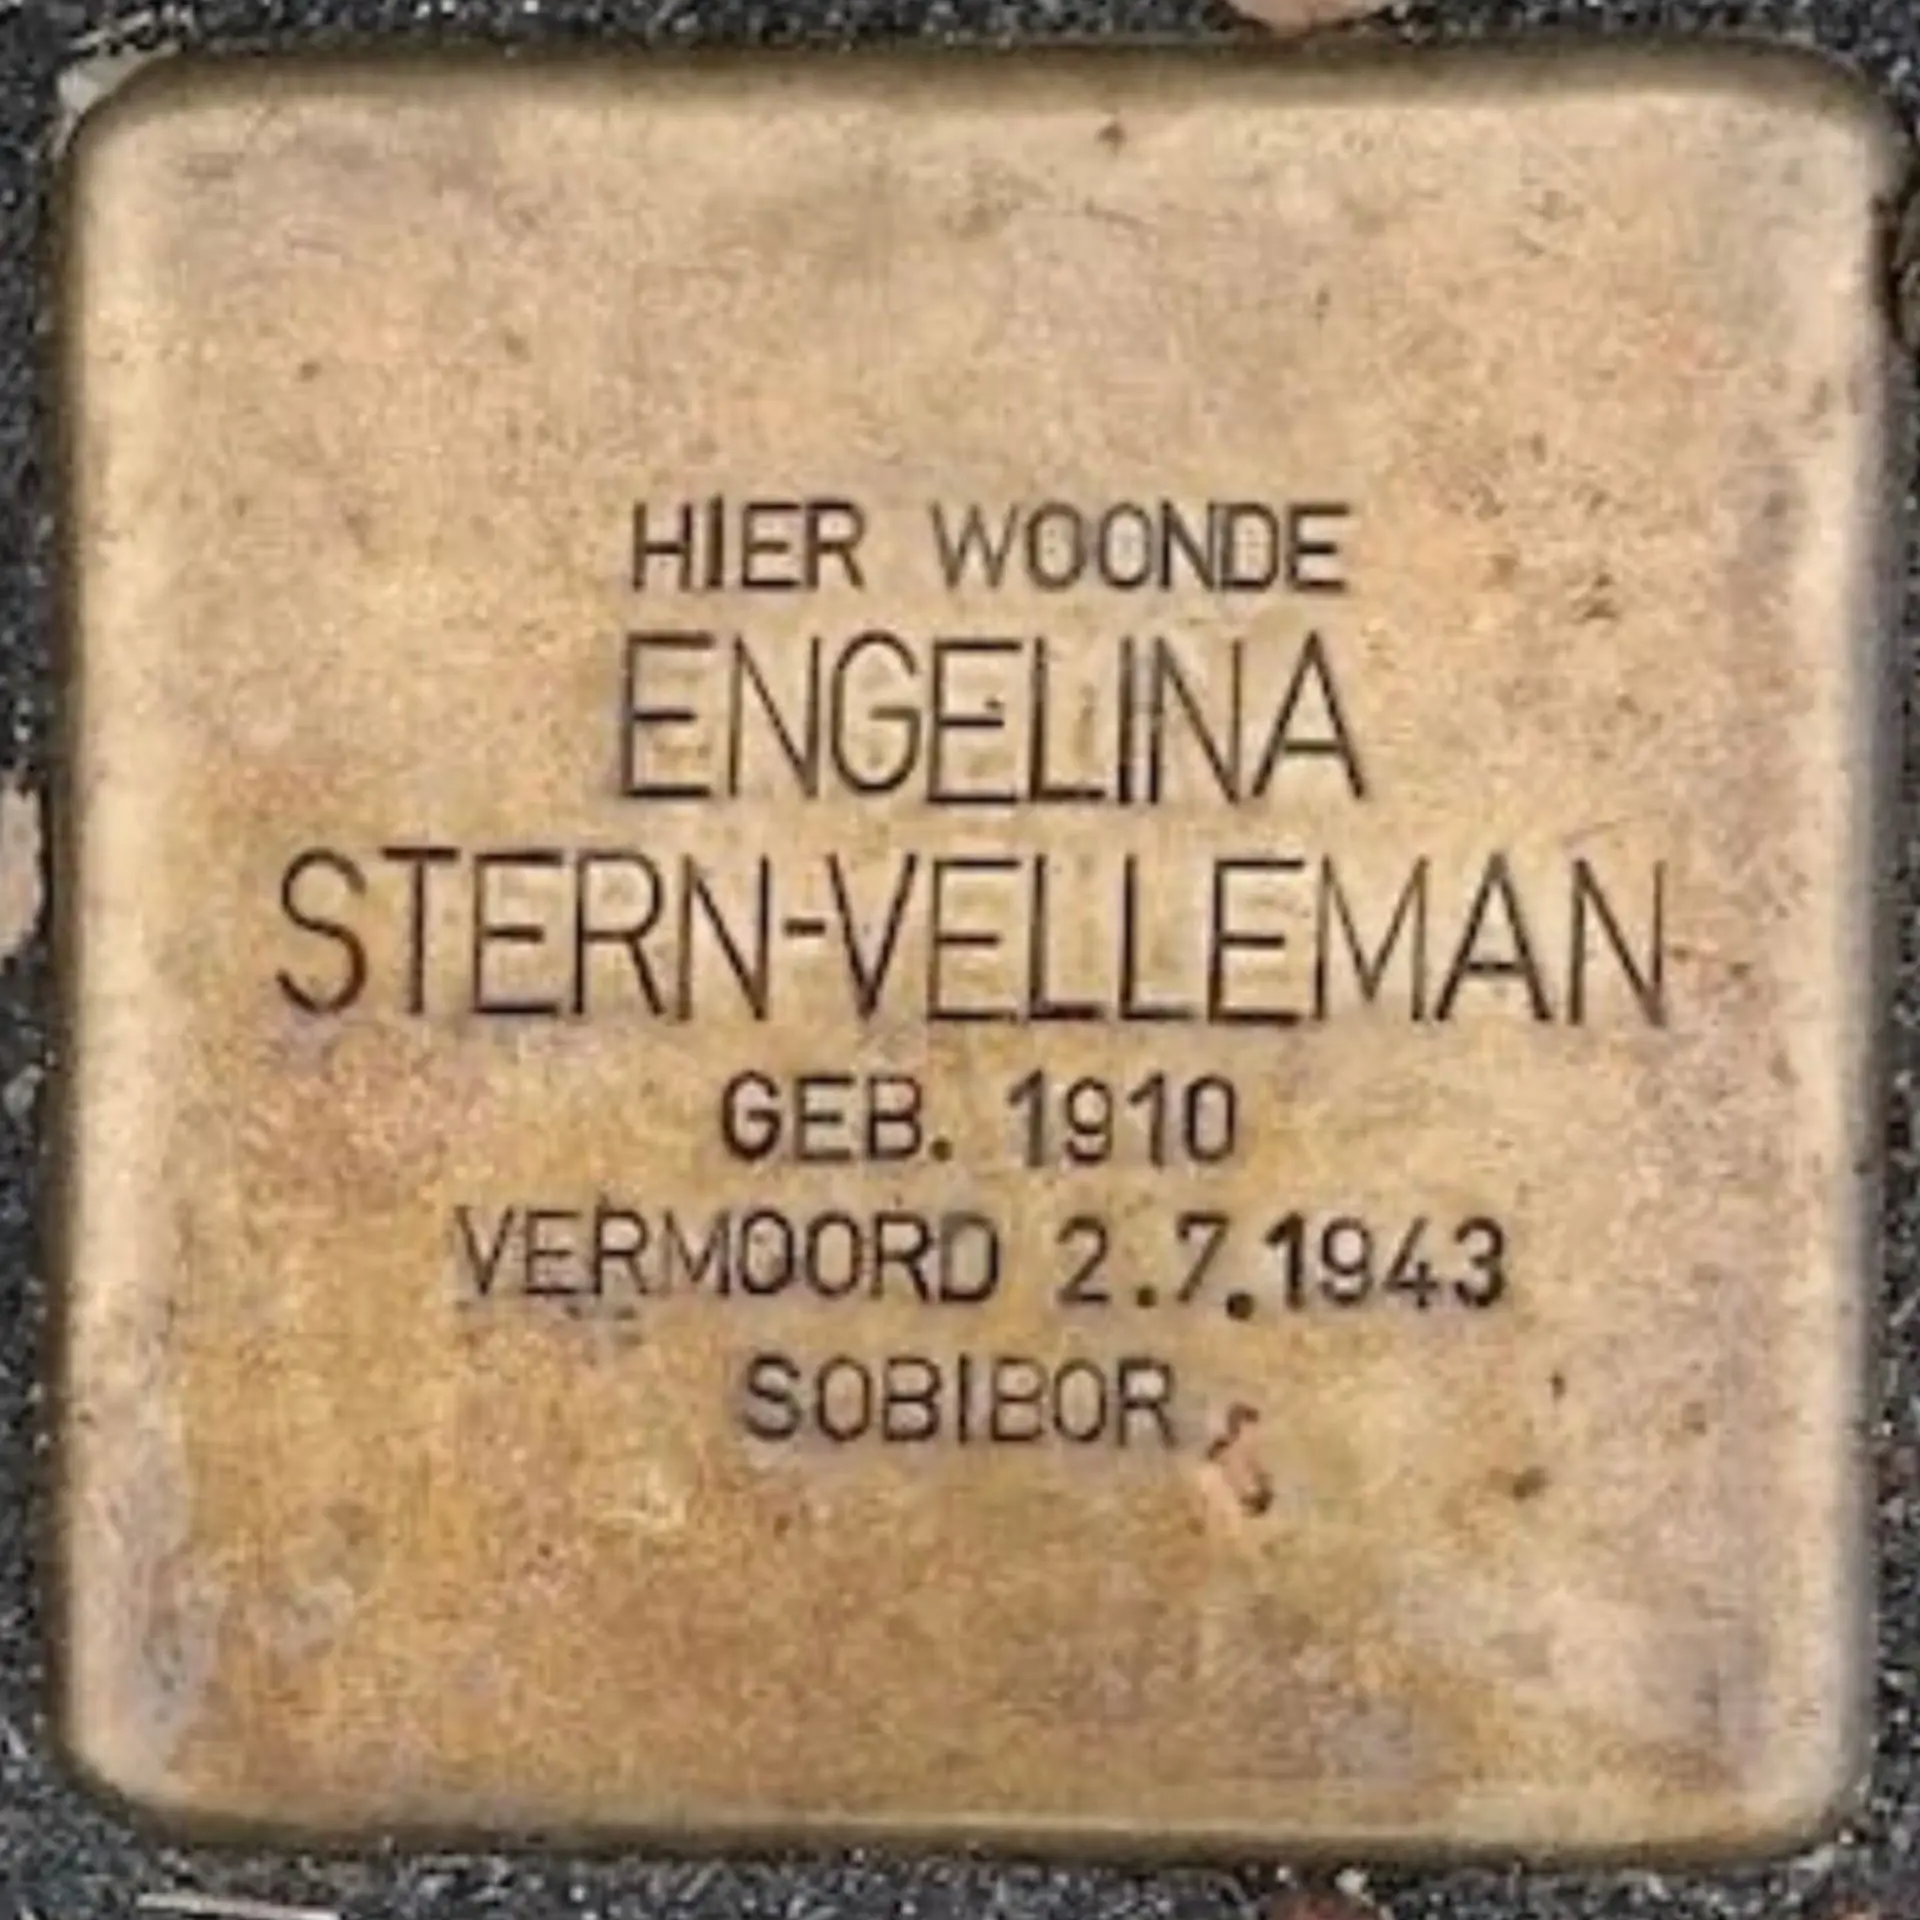 HIER WOONDE
ENGELINA
STERN-VELLEMAN
GEB. 1910
VERMOORD 2.7.1943
SOBIBOR